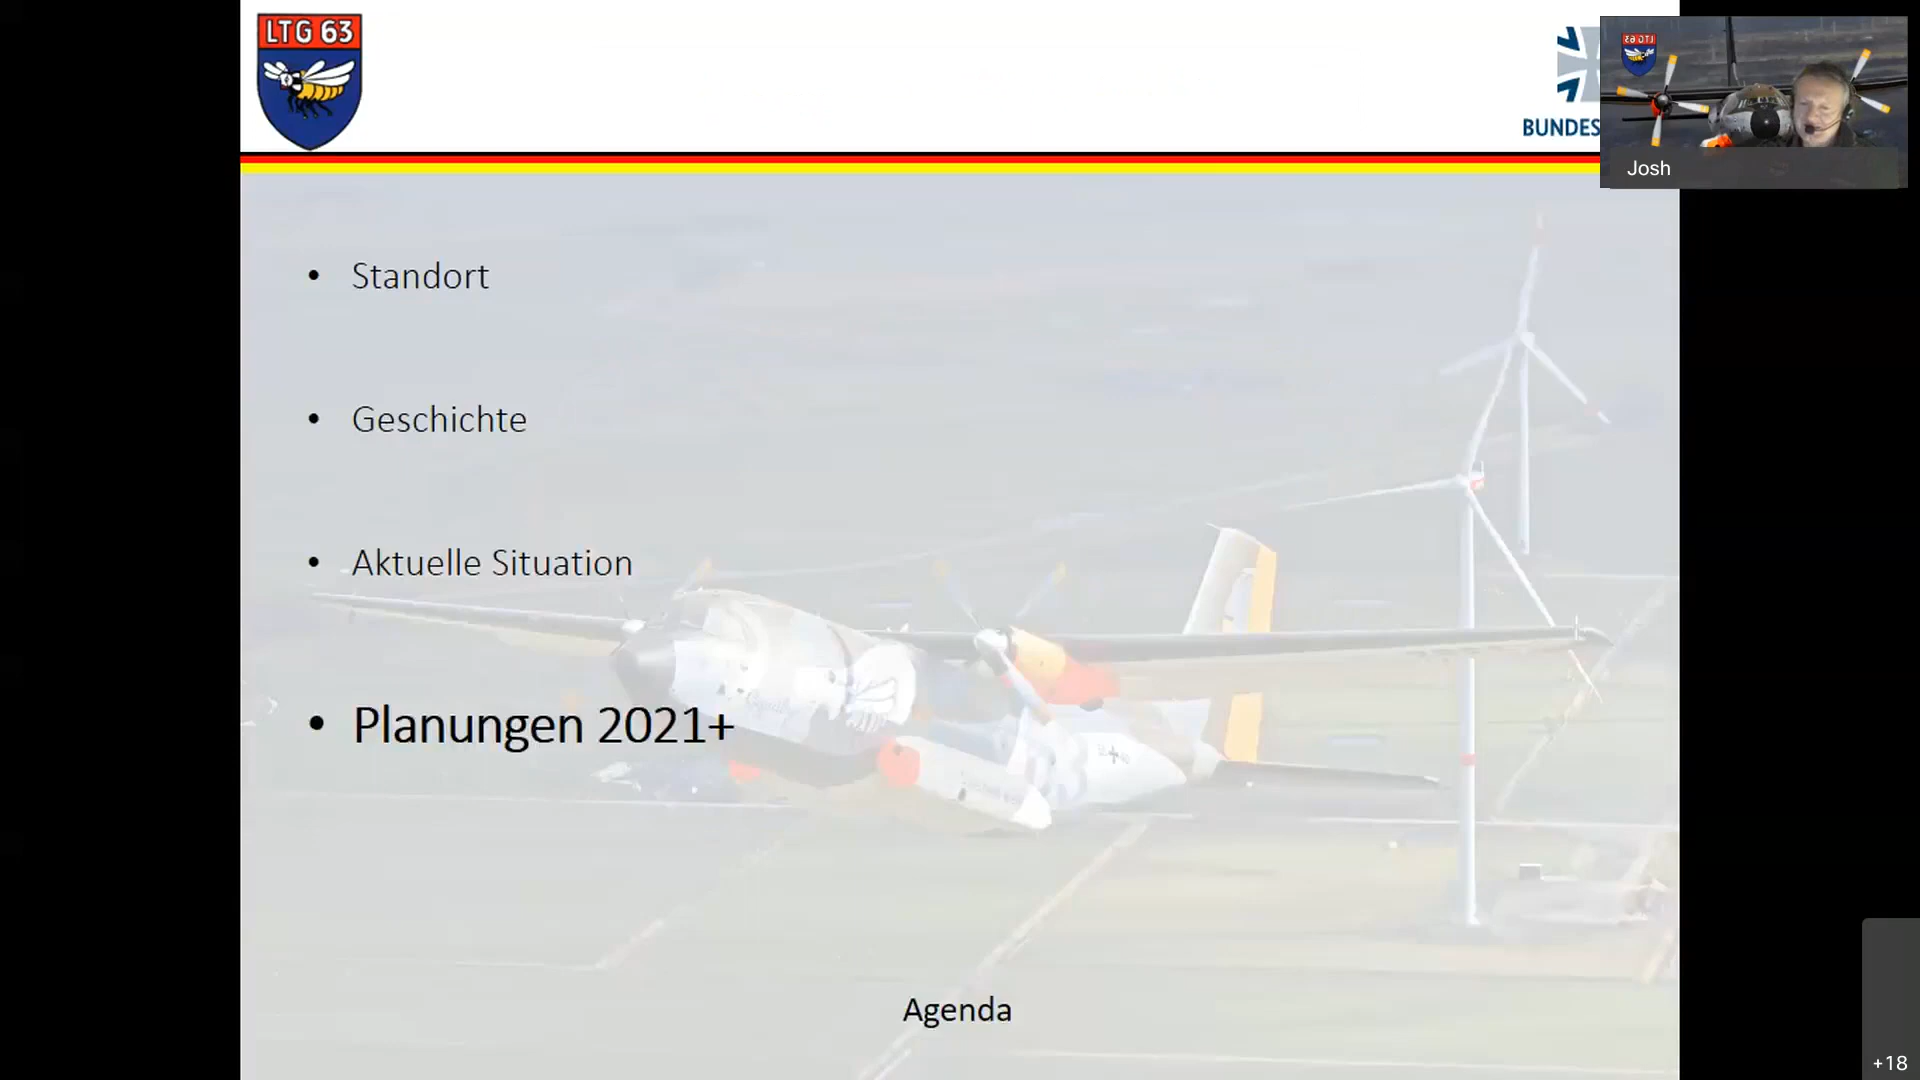 LTG 63
BUNDES
Josh
• Standort
• Geschichte
• Aktuelle Situation
• Planungen 2021+
Agenda
+18